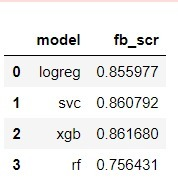 model fb_scr
0 logreg 0.855977
1 svc 0.860792
2 xgb 0.861680
3 rf 0.756431